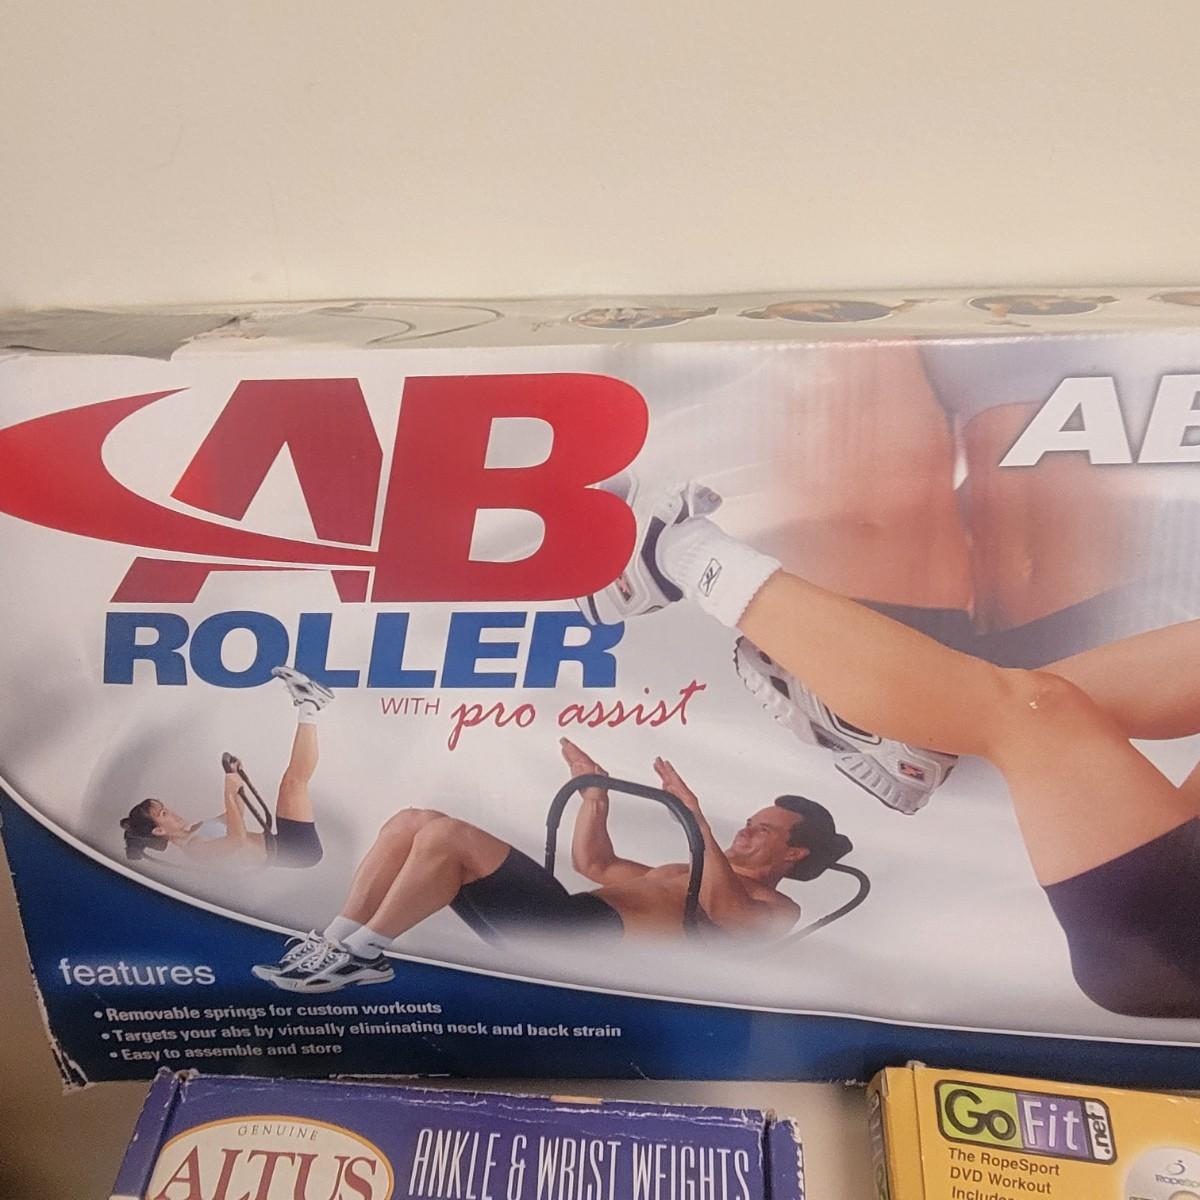 AB
ROLLER
WITH pro assist
AB
features
• Removable springs for custom workouts
• Targets your abs by virtually eliminating neck and back strain
• Easy to assemble and store
GENUINE
ALTUS
ANKLE & WRIST WEIGHTS
GoFit.net
The RopeSport
DVD Workout